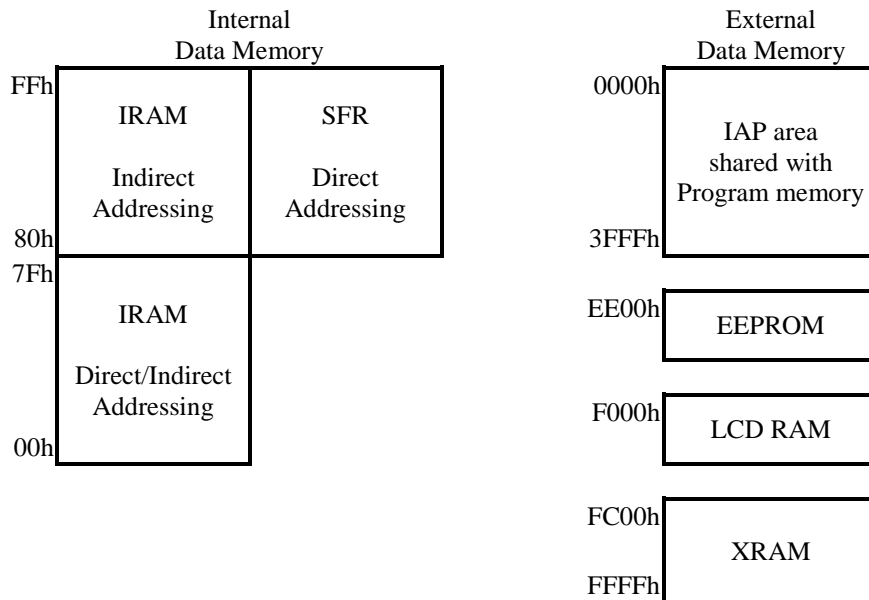 Internal
Data Memory
FFh
IRAM
Indirect
Addressing
80h
SFR
Direct
Addressing
7Fh
IRAM
Direct/Indirect
Addressing
00h
External
Data Memory
0000h
IAP area
shared with
Program memory
3FFFh
EE00h
EEPROM
F000h
LCD RAM
FC00h
XRAM
FFFFh